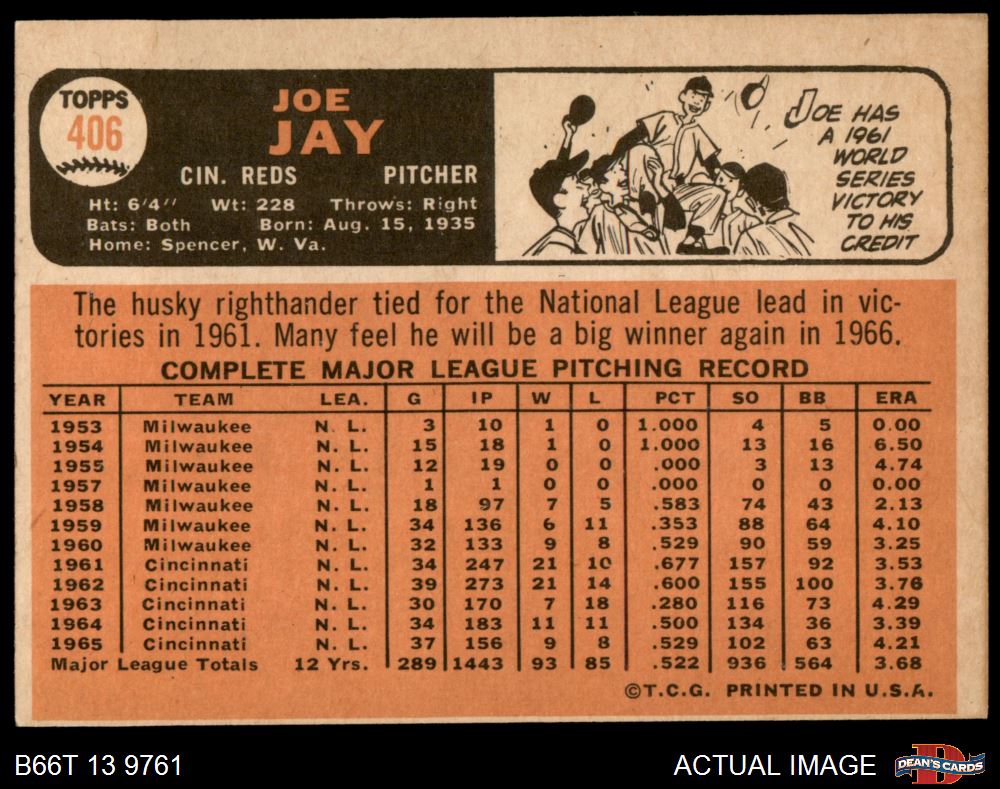 TOPPS
406
JOE
JAY
CIN. REDS PITCHER
Ht: 6'4" Wt: 228 Throws: Right
Bats: Both Born: Aug. 15, 1935
Home: Spencer, W. Va.
JOE HAS
A 1961
WORLD
SERIES
VICTORY
TO HIS
CREDIT
The husky righthander tied for the National League lead in vic-
tories in 1961. Many feel he will be a big winner again in 1966.
COMPLETE MAJOR LEAGUE PITCHING RECORD
YEAR TEAM LEA. G IP W L PCT SO BB ERA
1953 Milwaukee N. L. 3 10 1 0 1.000 4 5 0.00
1954 Milwaukee N. L. 15 18 1 0 1.000 13 16 6.50
1955 Milwaukee N. L. 12 19 0 0 .000 3 13 4.74
1957 Milwaukee N. L. 1 1 0 0 .000 0 0 0.00
1958 Milwaukee N. L. 18 97 7 5 .583 74 43 2.13
1959 Milwaukee N. L. 34 136 6 11 .353 88 64 4.10
1960 Milwaukee N. L. 32 133 9 8 .529 90 59 3.25
1961 Cincinnati N. L. 34 247 21 10 .677 157 92 3.53
1962 Cincinnati N. L. 39 273 21 14 .600 155 100 3.76
1963 Cincinnati N. L. 30 170 7 18 .280 116 73 4.29
1964 Cincinnati N. L. 34 183 11 11 .500 134 36 3.39
1965 Cincinnati N. L. 37 156 9 8 .529 102 63 4.21
Major League Totals 12 Yrs. 289 1443 93 85 .522 936 564 3.68
©T.C.G. PRINTED IN U.S.A.
B66T 13 9761 ACTUAL IMAGE
D
DEAN'S CARDS